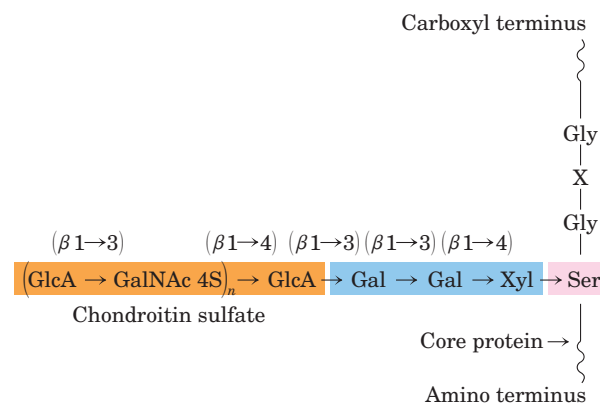 Carboxyl terminus
Gly
X
Gly
(β1→3) (β1→4) (β1→3) (β1→3) (β1→4)
(GlcA → GalNAc 4S)n → GlcA → Gal → Gal → Xyl → Ser
Chondroitin sulfate
Core protein →
Amino terminus